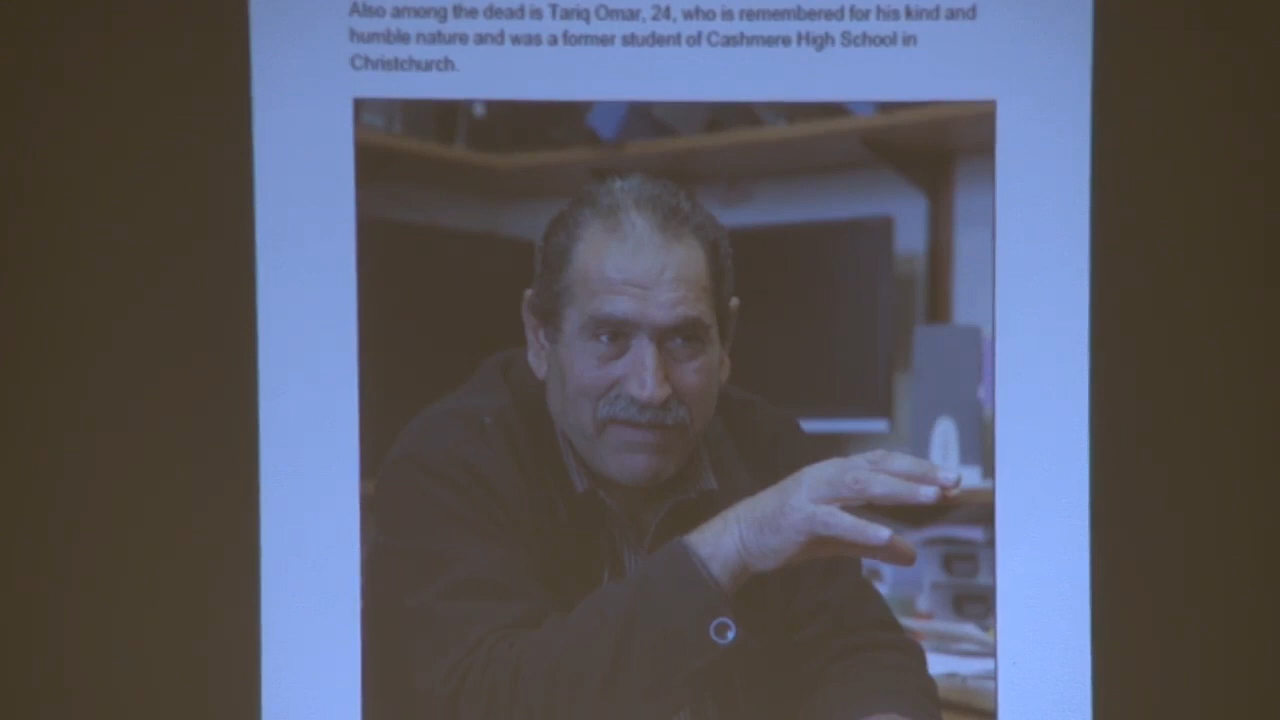 Also among the dead is Tariq Omar, 24, who is remembered for his kind and
humble nature and was a former student of Cashmere High School in
Christchurch.